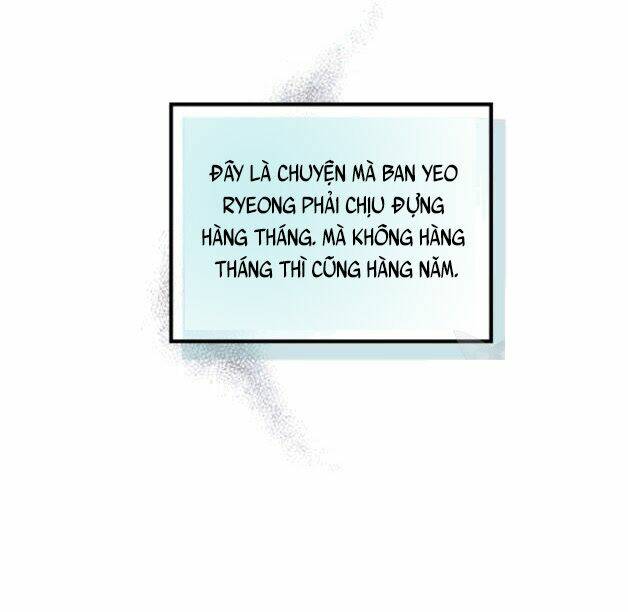 ĐÂY LÀ CHUYỆN MÀ BAN YEO
RYEONG PHẢI CHỊU ĐỰNG
HÀNG THÁNG. MÀ KHÔNG HÀNG
THÁNG THÌ CŨNG HÀNG NĂM.